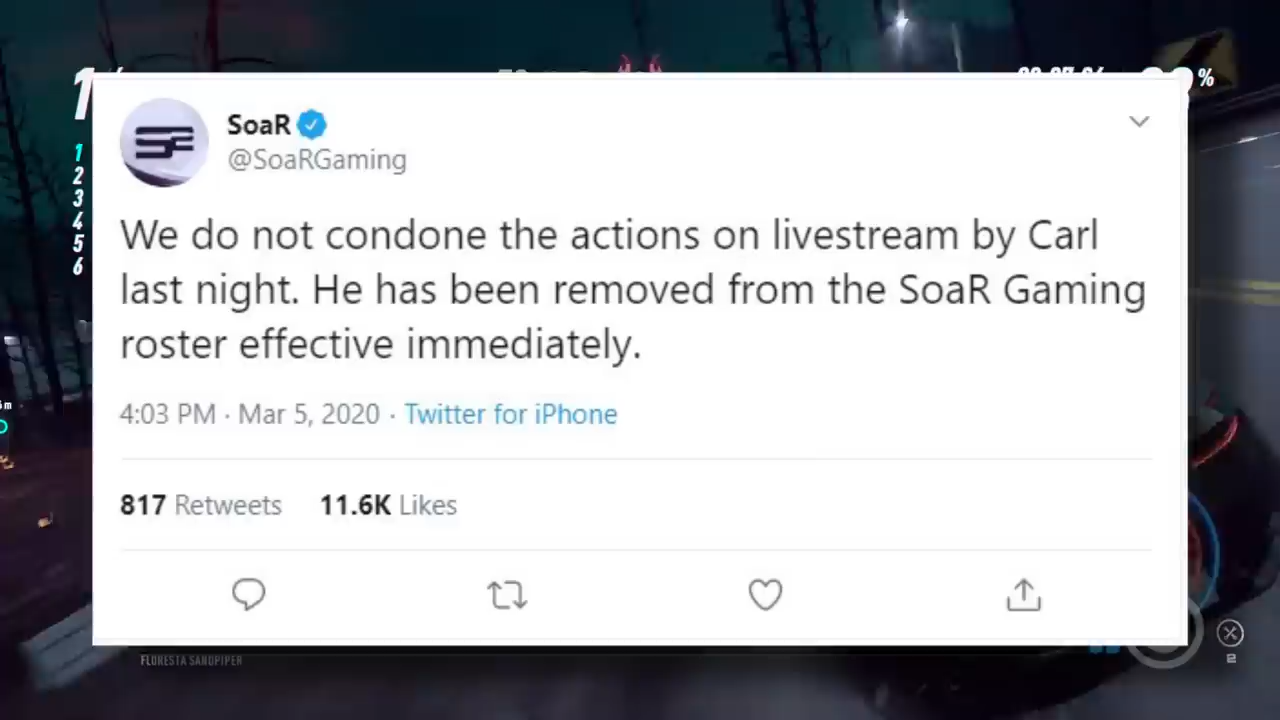 SoaR
@SoaRGaming
We do not condone the actions on livestream by Carl
last night. He has been removed from the SoaR Gaming
roster effective immediately.
4:03 PM · Mar 5, 2020 · Twitter for iPhone
817 Retweets 11.6K Likes
1
%
1
2
3
4
5
6
m
FLORESTA SANDPIPER